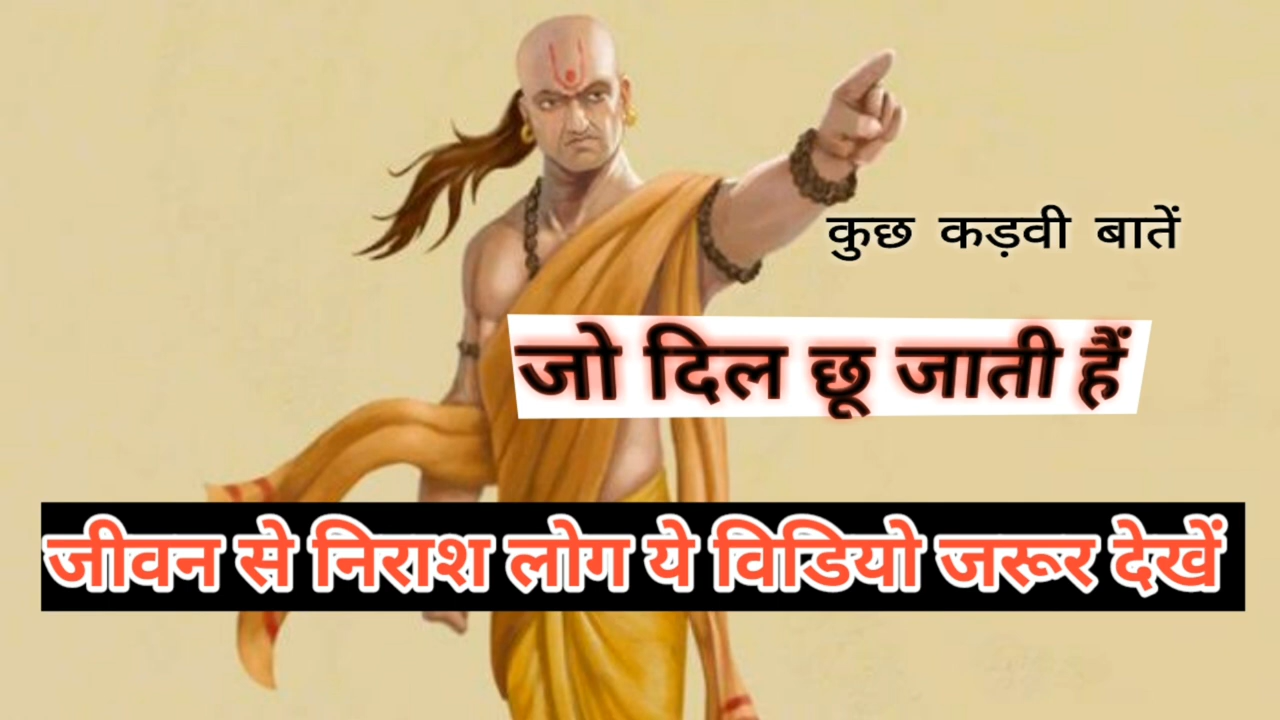 कुछ कड़वी बातें
जो दिल छू जाती हैं
जीवन से निराश लोग ये विडियो जरूर देखें